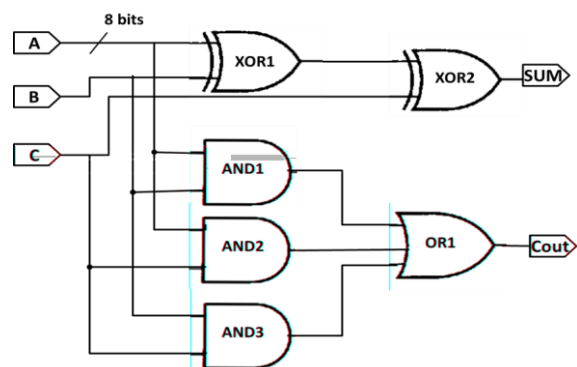 8 bits
A
XOR1
XOR2
SUM
B
C
AND1
AND2
OR1
Cout
AND3